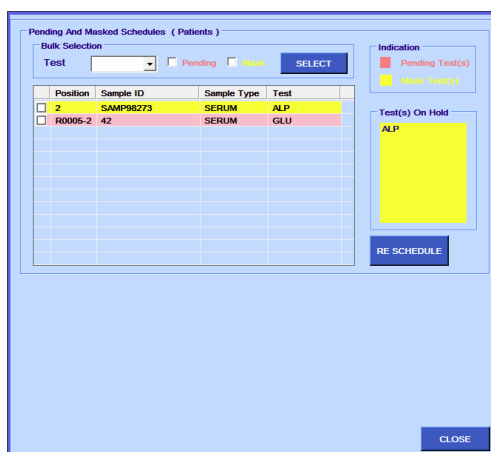 Pending And Masked Schedules ( Patients )
Bulk Selection
Test Pending Mask SELECT
Indication
Pending Test(s)
Mask Test(s)
Position Sample ID Sample Type Test
2 SAMP98273 SERUM ALP
R0005-2 42 SERUM GLU
Test(s) On Hold
ALP
RE SCHEDULE
CLOSE